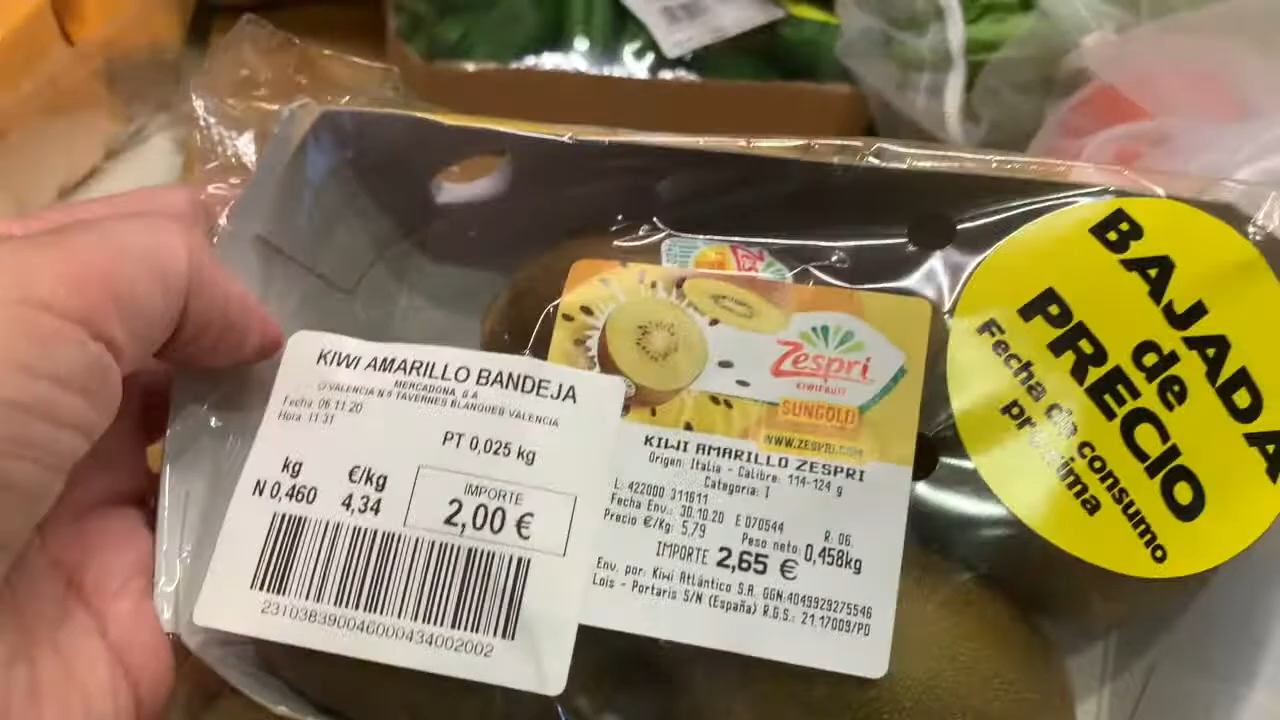 KIWI AMARILLO BANDEJA
MERCADONA, S.A.
C/VALENCIA N 5 TAVERNES BLANQUES VALENCIA
Fecha 06.11.20
Hora 11:31
PT 0,025 kg
kg €/kg
N 0,460 4,34
IMPORTE
2,00 €
2310383900460000434002002
Zespri
KIWIFRUIT
SUNGOLD
WWW.ZESPRI.COM
KIWI AMARILLO ZESPRI
Origen: Italia - Calibre: 114-124 g
Categoría: I
L: 422000 311611
Fecha Env.: 30.10.20 E 070544 R: 06
Precio €/Kg: 5,79 Peso neto: 0,458kg
IMPORTE 2,65 €
Env. por: Kiwi Atlántico S.A. GGN:4049929275546
Lois - Portaris S/N (España) R.G.S.: 21.17009/PO
BAJADA
de
PRECIO
Fecha de consumo
próxima